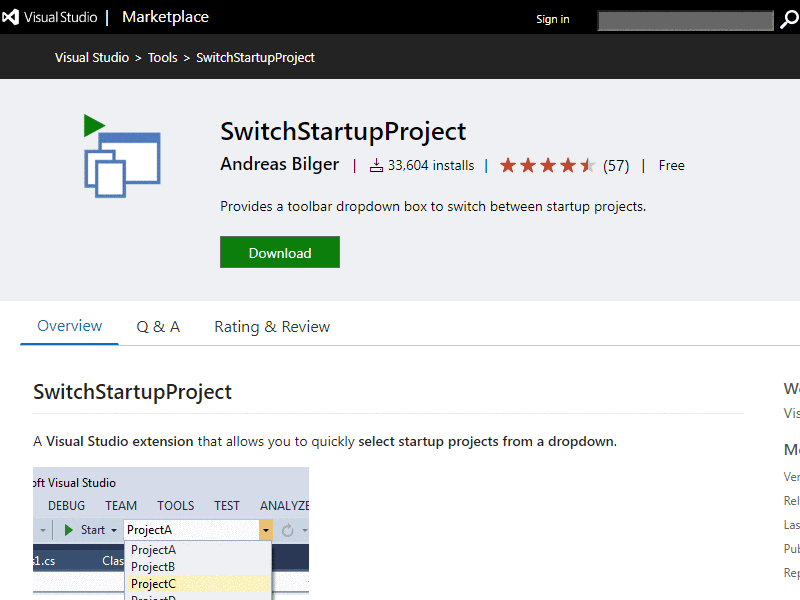 Visual Studio | Marketplace
Sign in
Visual Studio > Tools > SwitchStartupProject
SwitchStartupProject
Andreas Bilger | 33,604 installs | (57) | Free
Provides a toolbar dropdown box to switch between startup projects.
Download
Overview Q & A Rating & Review
SwitchStartupProject
A Visual Studio extension that allows you to quickly select startup projects from a dropdown.
oft Visual Studio
DEBUG TEAM TOOLS TEST ANALYZE
Start ProjectA
ProjectA
s1.cs Clas
ProjectB
ProjectC
ProjectD
Wo
Vis
Mo
Ver
Rel
Las
Pub
Rep